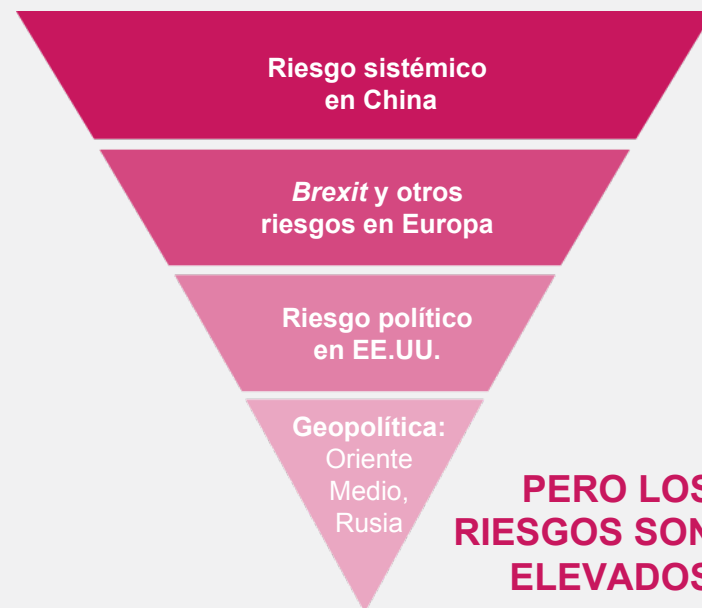 Riesgo sistémico
en China
Brexit y otros
riesgos en Europa
Riesgo político
en EE.UU.
Geopolítica:
Oriente
Medio,
Rusia
PERO LOS
RIESGOS SON
ELEVADOS